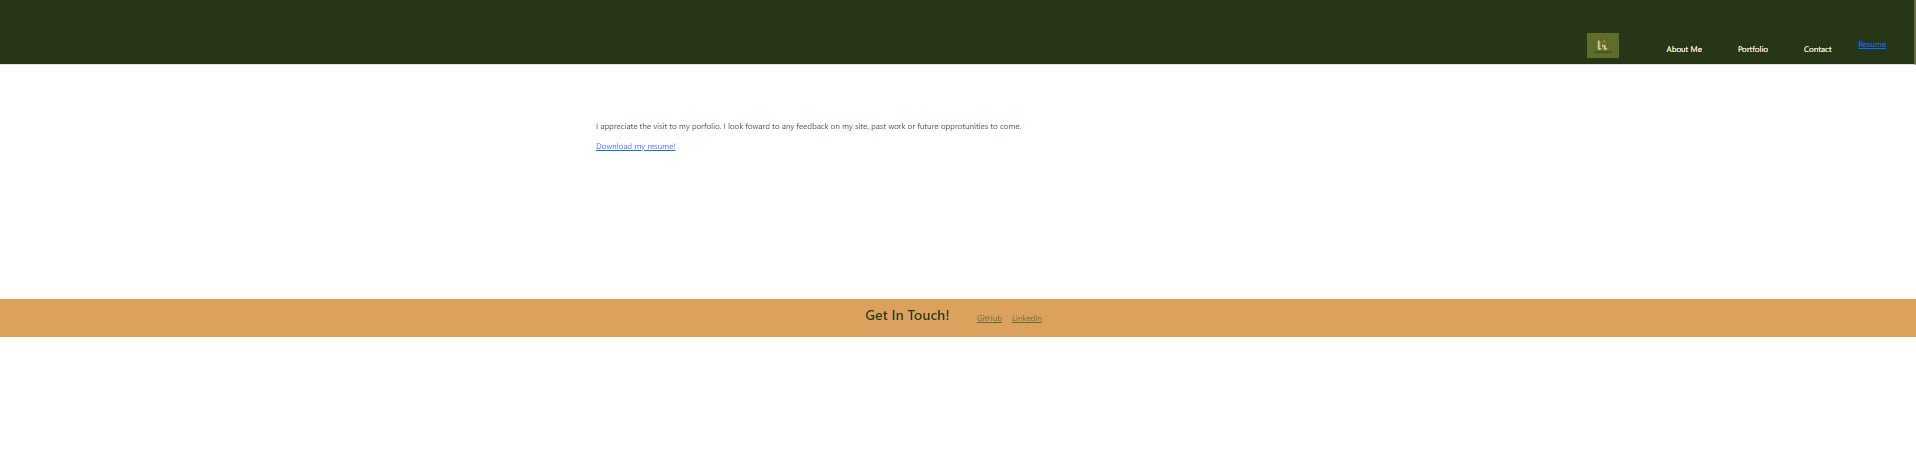 About Me Portfolio Contact Resume
I appreciate the visit to my porfolio. I look foward to any feedback on my site, past work or future opprotunities to come.
Download my resume!
Get In Touch! GitHub LinkedIn